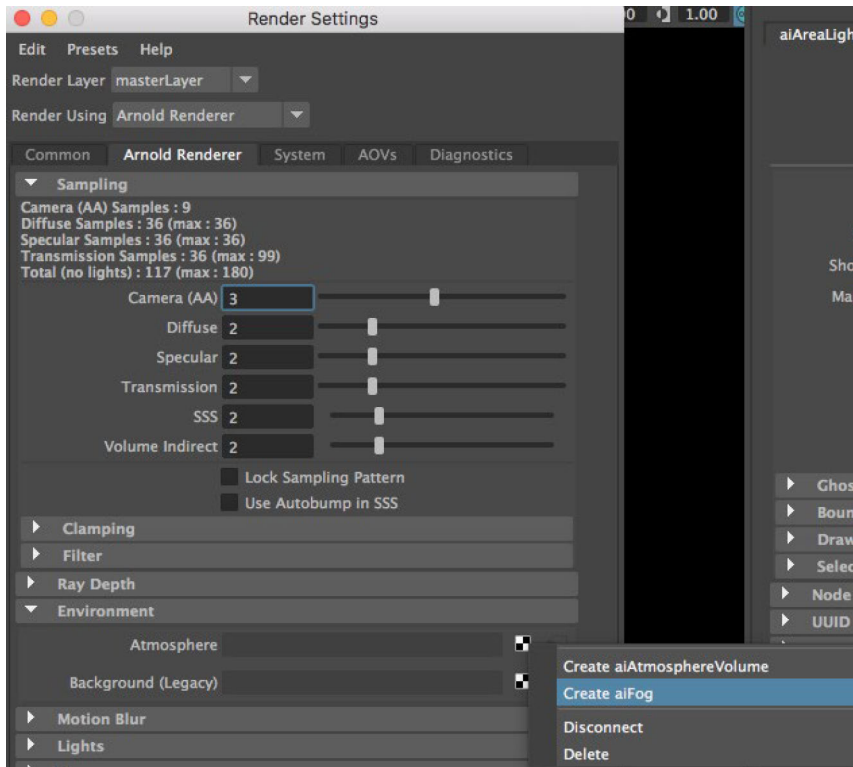 Render Settings
1.00
Edit Presets Help
Render Layer masterLayer
Render Using Arnold Renderer
Common Arnold Renderer System AOVs Diagnostics
Sampling
Camera (AA) Samples : 9
Diffuse Samples : 36 (max : 36)
Specular Samples : 36 (max : 36)
Transmission Samples : 36 (max : 99)
Total (no lights) : 117 (max : 180)
Camera (AA) 3
Diffuse 2
Specular 2
Transmission 2
SSS 2
Volume Indirect 2
Lock Sampling Pattern
Use Autobump in SSS
Clamping
Filter
Ray Depth
Environment
Atmosphere
Background (Legacy)
Motion Blur
Lights
Create aiAtmosphereVolume
Create aiFog
Disconnect
Delete
aiAreaLigh
Sho
Ma
Ghos
Boun
Draw
Selec
Node
UUID